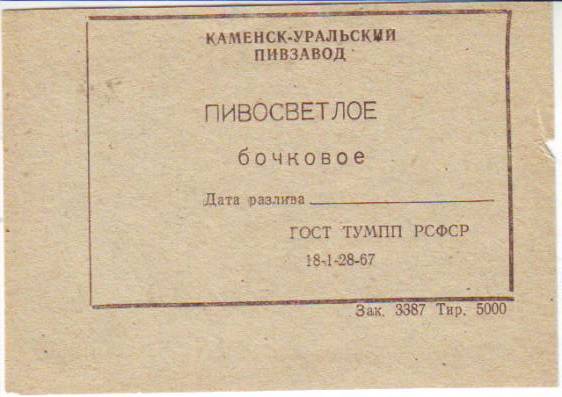 КАМЕНСК-УРАЛЬСКИЙ
ПИВЗАВОД
ПИВОСВЕТЛОЕ
бочковое
Дата разлива
ГОСТ ТУМПП РСФСР
18-1-28-67
Зак. 3387 Тир. 5000